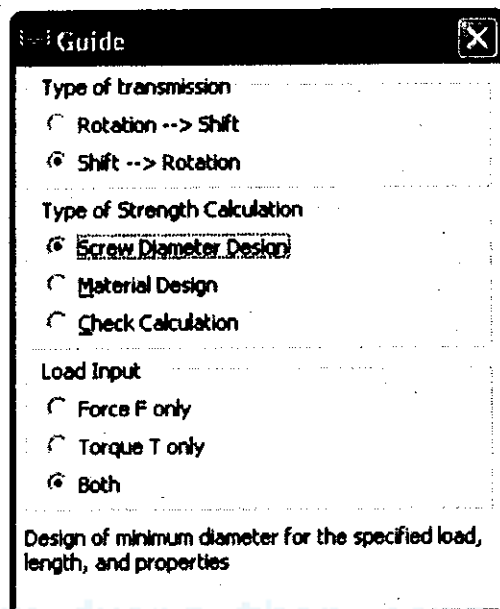 Guide
Type of transmission
Rotation --> Shift
Shift --> Rotation
Type of Strength Calculation
Screw Diameter Design
Material Design
Check Calculation
Load Input
Force F only
Torque T only
Both
Design of minimum diameter for the specified load,
length, and properties